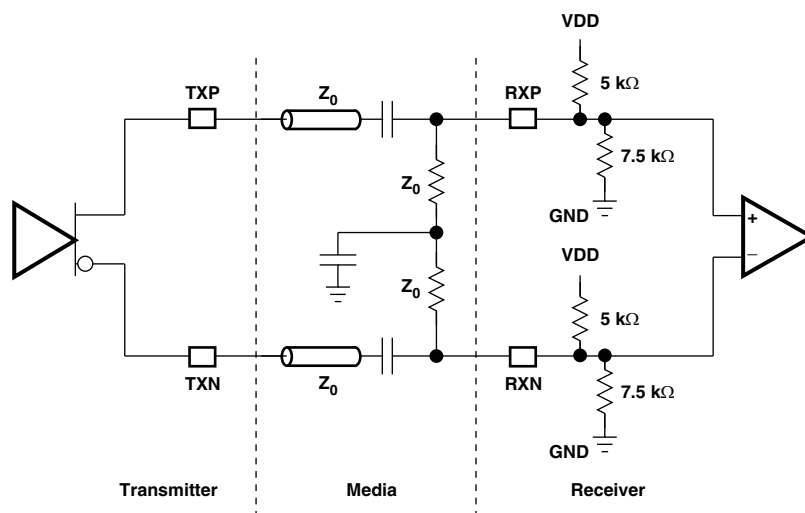 VDD
TXP
Z0
RXP
5 kΩ
7.5 kΩ
Z0
GND
+
VDD
−
Z0
5 kΩ
TXN
Z0
RXN
7.5 kΩ
GND
Transmitter
Media
Receiver